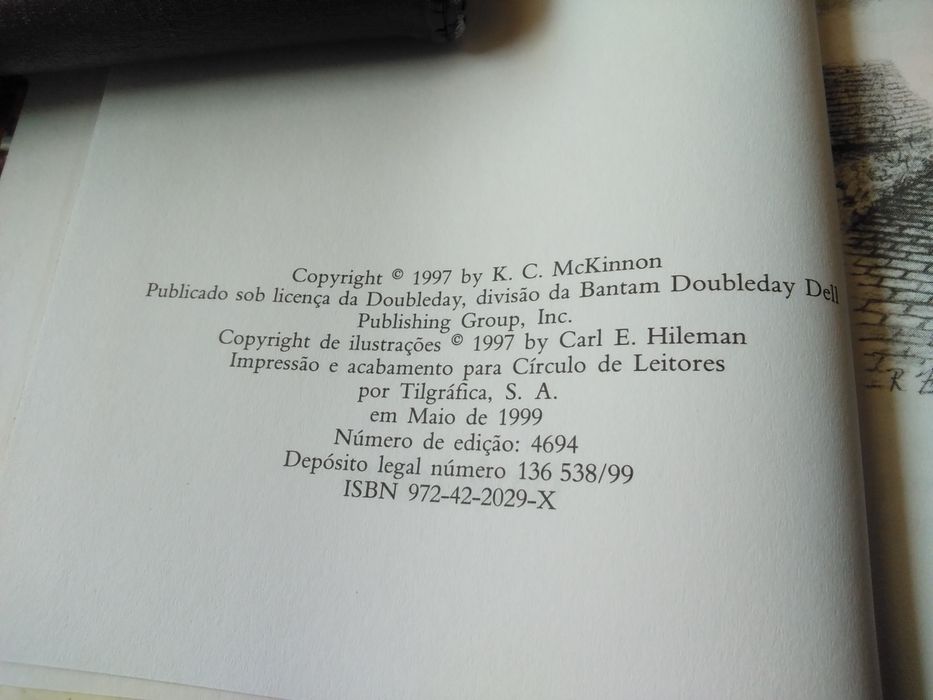 Copyright © 1997 by K. C. McKinnon
Publicado sob licença da Doubleday, divisão da Bantam Doubleday Dell
Publishing Group, Inc.
Copyright de ilustrações © 1997 by Carl E. Hileman
Impressão e acabamento para Círculo de Leitores
por Tilgráfica, S. A.
em Maio de 1999
Número de edição: 4694
Depósito legal número 136 538/99
ISBN 972-42-2029-X